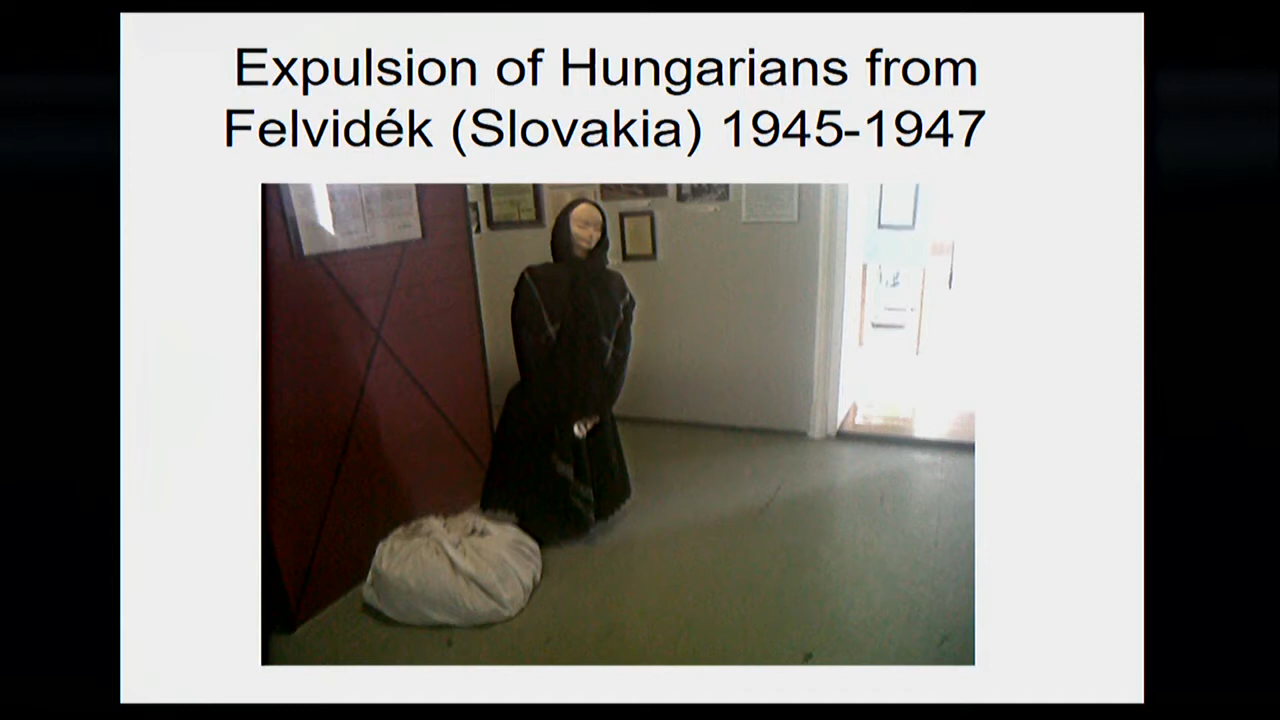 Expulsion of Hungarians from
Felvidék (Slovakia) 1945-1947